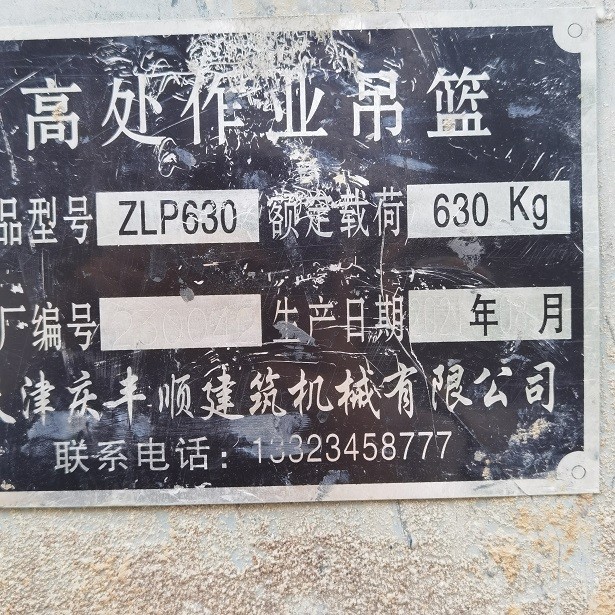 高处作业吊篮
品型号 ZLP630 额定载荷 630 Kg
厂编号 生产日期 年 月
津庆丰顺建筑机械有限公司
联系电话：13323458777